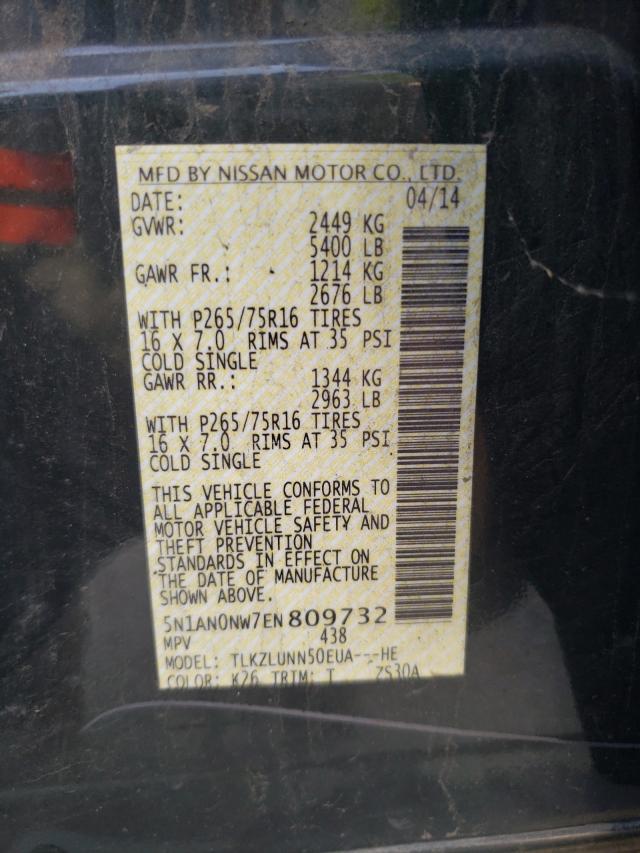 MFD BY NISSAN MOTOR CO., LTD.
DATE: 04/14
GVWR: 2449 KG
5400 LB
GAWR FR.: 1214 KG
2676 LB
WITH P265/75R16 TIRES
16 X 7.0 RIMS AT 35 PSI
COLD SINGLE
GAWR RR.: 1344 KG
2963 LB
WITH P265/75R16 TIRES
16 X 7.0 RIMS AT 35 PSI
COLD SINGLE
THIS VEHICLE CONFORMS TO
ALL APPLICABLE FEDERAL
MOTOR VEHICLE SAFETY AND
THEFT PREVENTION
STANDARDS IN EFFECT ON
THE DATE OF MANUFACTURE
SHOWN ABOVE.
5N1AN0NW7EN809732
MPV 438
MODEL: TLKZLUNN50EUA---HE
COLOR: K26 TRIM: T ZS30A